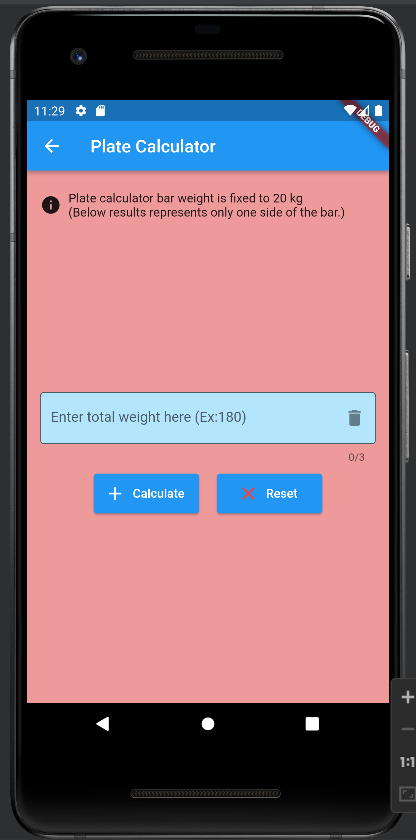 11:29
DEBUG
Plate Calculator
Plate calculator bar weight is fixed to 20 kg
(Below results represents only one side of the bar.)
Enter total weight here (Ex:180)
0/3
Calculate
Reset
1:1